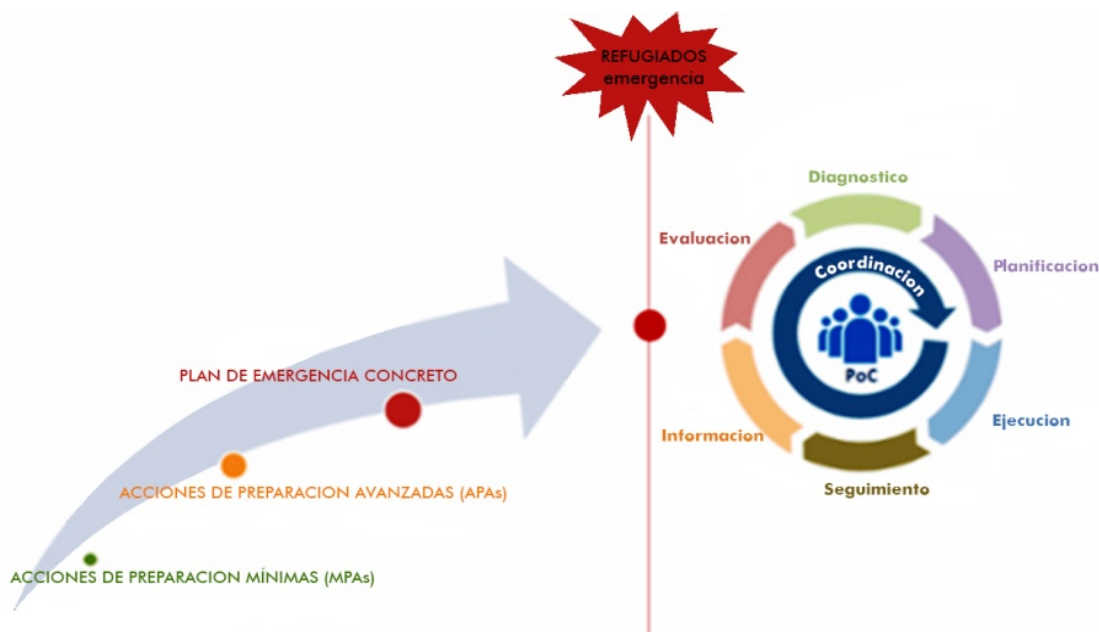 REFUGIADOS
emergencia
Diagnostico
Evaluacion
Planificacion
Coordinacion
PoC
PLAN DE EMERGENCIA CONCRETO
Informacion
Ejecucion
Seguimiento
ACCIONES DE PREPARACION AVANZADAS (APAs)
ACCIONES DE PREPARACION MÍNIMAS (MPAs)